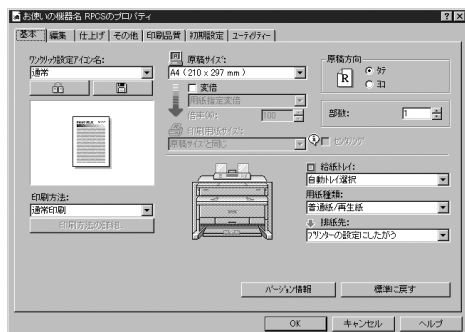 お使いの機器名 RPCSのプロパティ
基本 編集 仕上げ その他 印刷品質 初期設定 ユーティリティー
ワンクリック設定アイコン名:
通常
印刷方法:
通常印刷
印刷方法の詳細...
原稿サイズ:
A4 (210 x 297 mm)
変倍
用紙指定変倍
倍率(%): 100
印刷用紙サイズ:
原稿サイズと同じ
原稿方向
R
タテ
ヨコ
部数: 1
センタリング
給紙トレイ:
自動トレイ選択
用紙種類:
普通紙/再生紙
排紙先:
プリンターの設定にしたがう
バージョン情報 標準に戻す
OK キャンセル ヘルプ